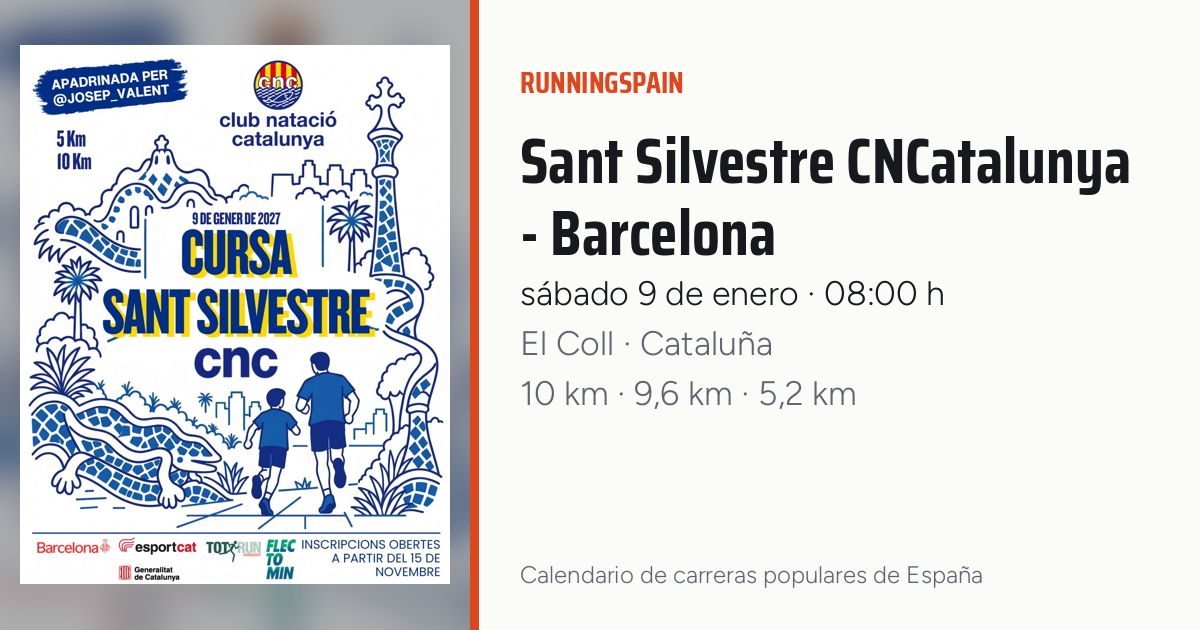 APADRINADA PER
@JOSEP_VALENT
cnc
club natació
catalunya
5 Km
10 Km
9 DE GENER DE 2027
CURSA
SANT SILVESTRE
cnc
Barcelona
esportcat
TOT RUN
FLEC
TO
MIN
Generalitat
de Catalunya
INSCRIPCIONS OBERTES
A PARTIR DEL 15 DE
NOVEMBRE
RUNNINGSPAIN
Sant Silvestre CNCatalunya
- Barcelona
sábado 9 de enero · 08:00 h
El Coll · Cataluña
10 km · 9,6 km · 5,2 km
Calendario de carreras populares de España